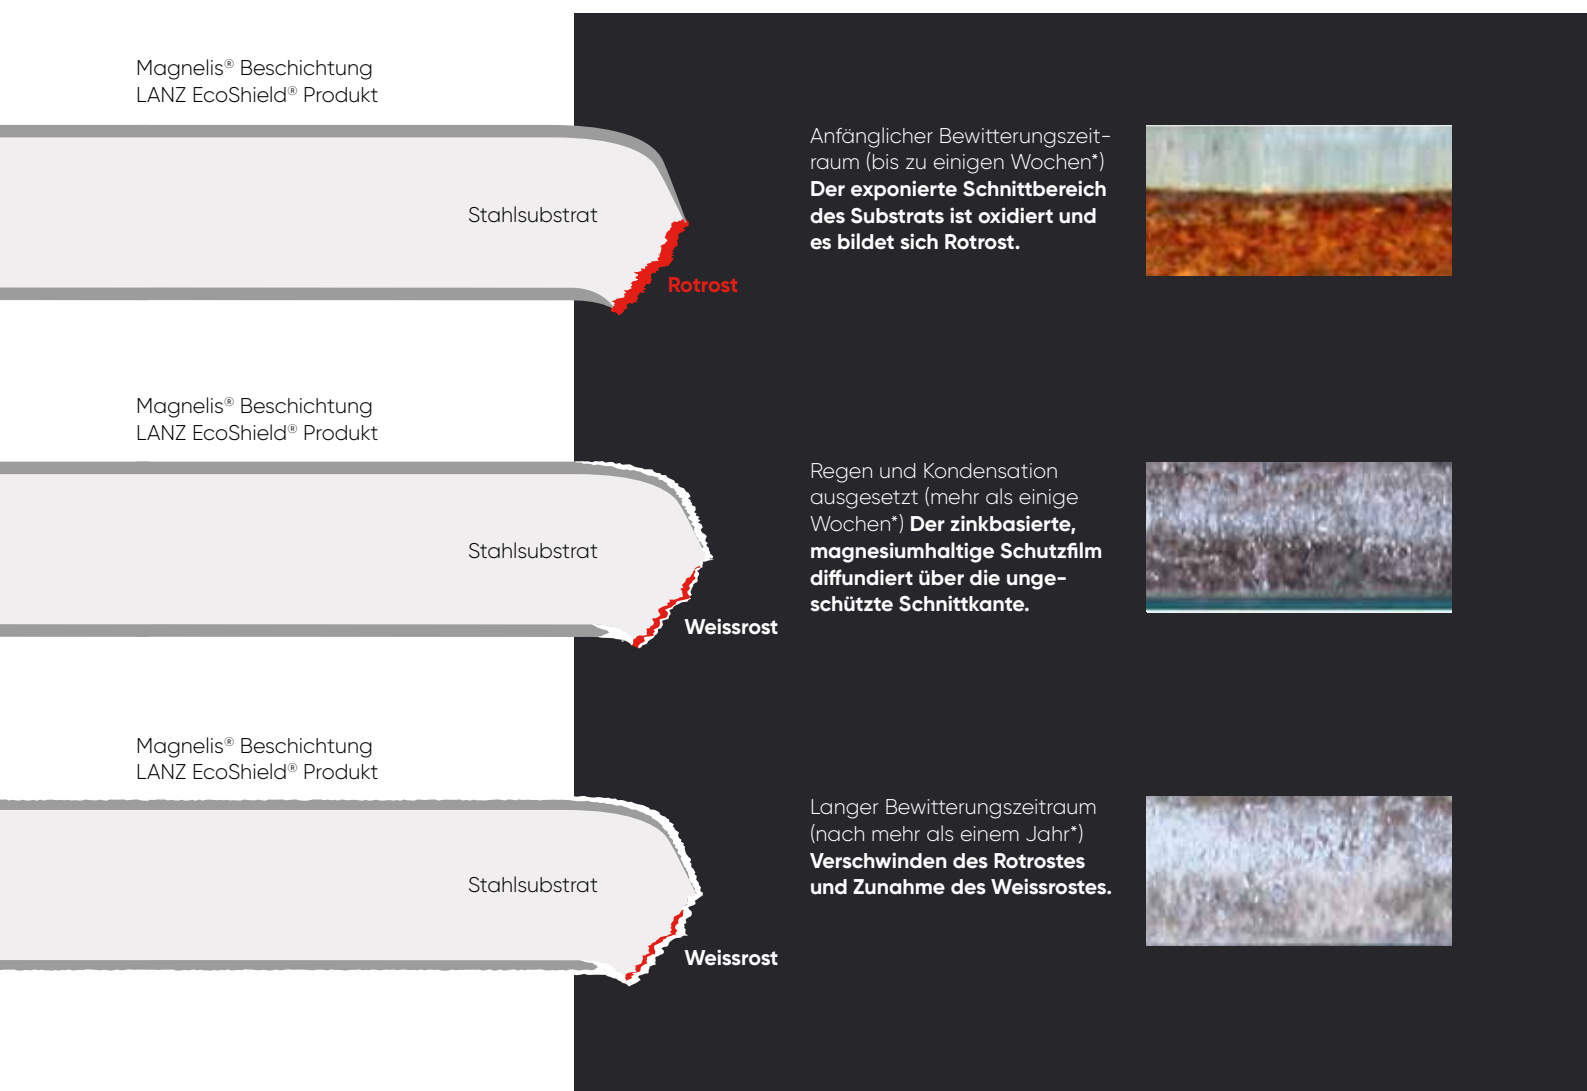 Magnelis® Beschichtung
LANZ EcoShield® Produkt
Stahlsubstrat
Rotrost
Anfänglicher Bewitterungszeit-
raum (bis zu einigen Wochen*)
Der exponierte Schnittbereich
des Substrats ist oxidiert und
es bildet sich Rotrost.
Magnelis® Beschichtung
LANZ EcoShield® Produkt
Stahlsubstrat
Weissrost
Regen und Kondensation
ausgesetzt (mehr als einige
Wochen*) Der zinkbasierte,
magnesiumhaltige Schutzfilm
diffundiert über die unge-
schützte Schnittkante.
Magnelis® Beschichtung
LANZ EcoShield® Produkt
Stahlsubstrat
Weissrost
Langer Bewitterungszeitraum
(nach mehr als einem Jahr*)
Verschwinden des Rotrostes
und Zunahme des Weissrostes.